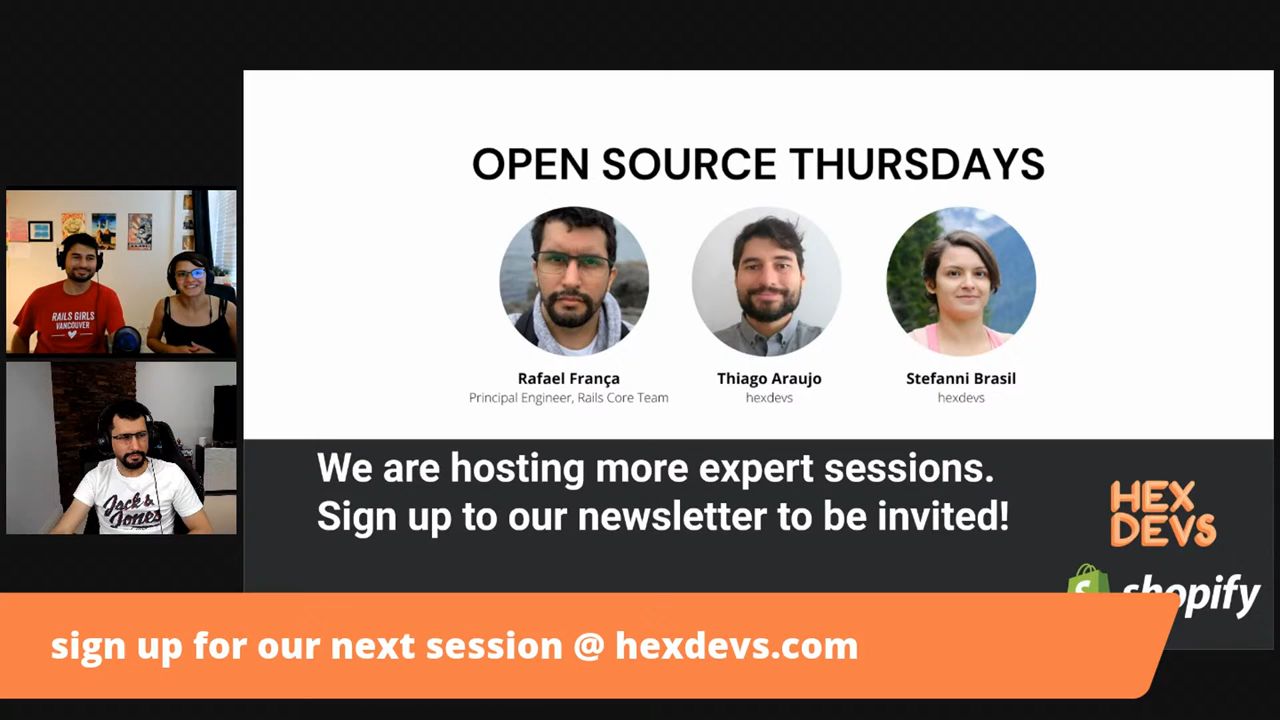 OPEN SOURCE THURSDAYS
Rafael França
Principal Engineer, Rails Core Team
Thiago Araujo
hexdevs
Stefanni Brasil
hexdevs
RAILS GIRLS
VANCOUVER
Jack &
Jones
We are hosting more expert sessions.
Sign up to our newsletter to be invited!
HEX
DEVS
shopify
sign up for our next session @ hexdevs.com